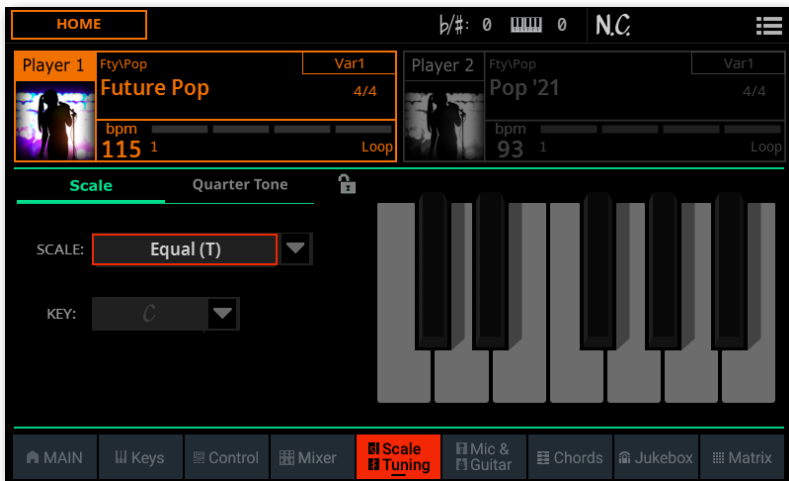 HOME
♭/♯: 0 0 N.C.
Player 1 Fty\Pop Var1
Future Pop 4/4
bpm
115 1 Loop
Player 2 Fty\Pop Var1
Pop '21 4/4
bpm
93 1 Loop
Scale Quarter Tone
SCALE: Equal (T)
KEY: C
MAIN Keys Control Mixer Scale Tuning Mic & Guitar Chords Jukebox Matrix